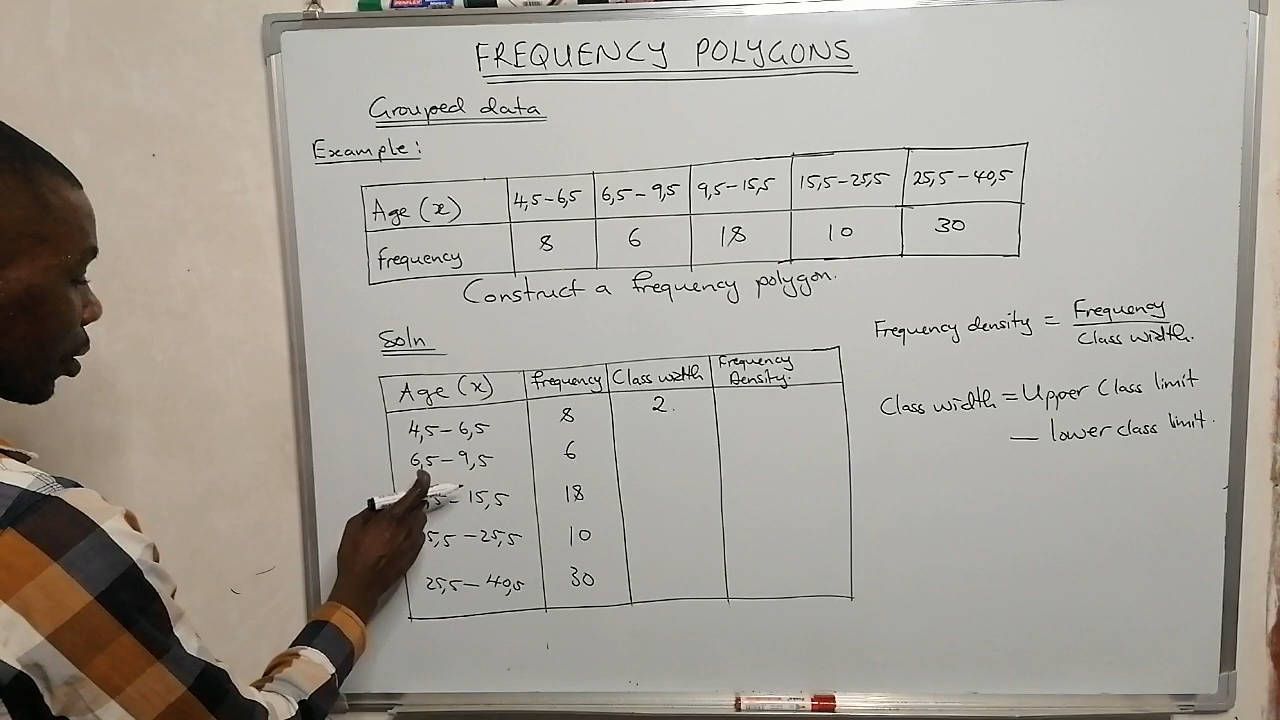 FREQUENCY POLYGONS
Grouped data
Example:
Age (x) 4,5-6,5 6,5-9,5 9,5-15,5 15,5-25,5 25,5-40,5
frequency 8 6 18 10 30
Construct a frequency polygon.
Soln
Age (x) frequency Class width Frequency Density.
4,5-6,5 8 2.
6,5-9,5 6
,5-15,5 18
5,5-25,5 10
25,5-40,5 30
Frequency density = Frequency
Class width.
Class width = Upper Class limit
- lower class limit.